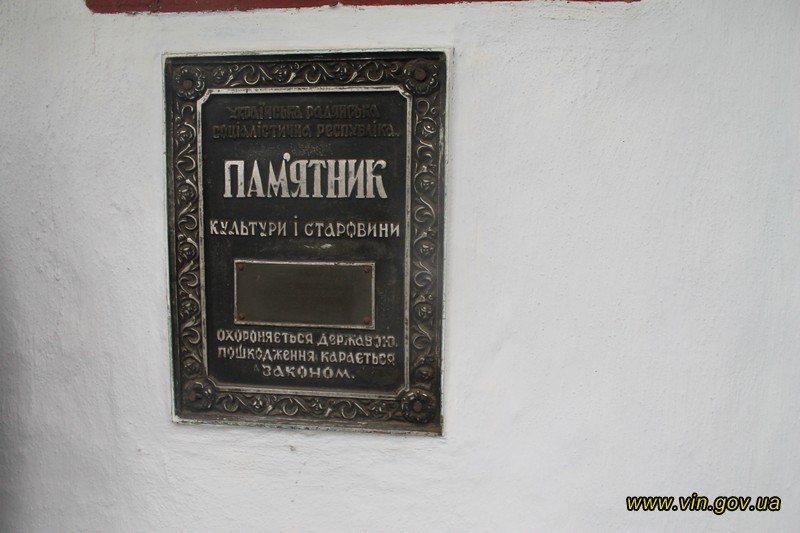 УКРАЇНСЬКА РАДЯНСЬКА
СОЦІАЛІСТИЧНА РЕСПУБЛІКА.
ПАМ'ЯТНИК
КУЛЬТУРИ І СТАРОВИНИ
ОХОРОНЯЄТЬСЯ ДЕРЖАВОЮ.
ПОШКОДЖЕННЯ КАРАЄТЬСЯ
ЗАКОНОМ.
www.vin.gov.ua